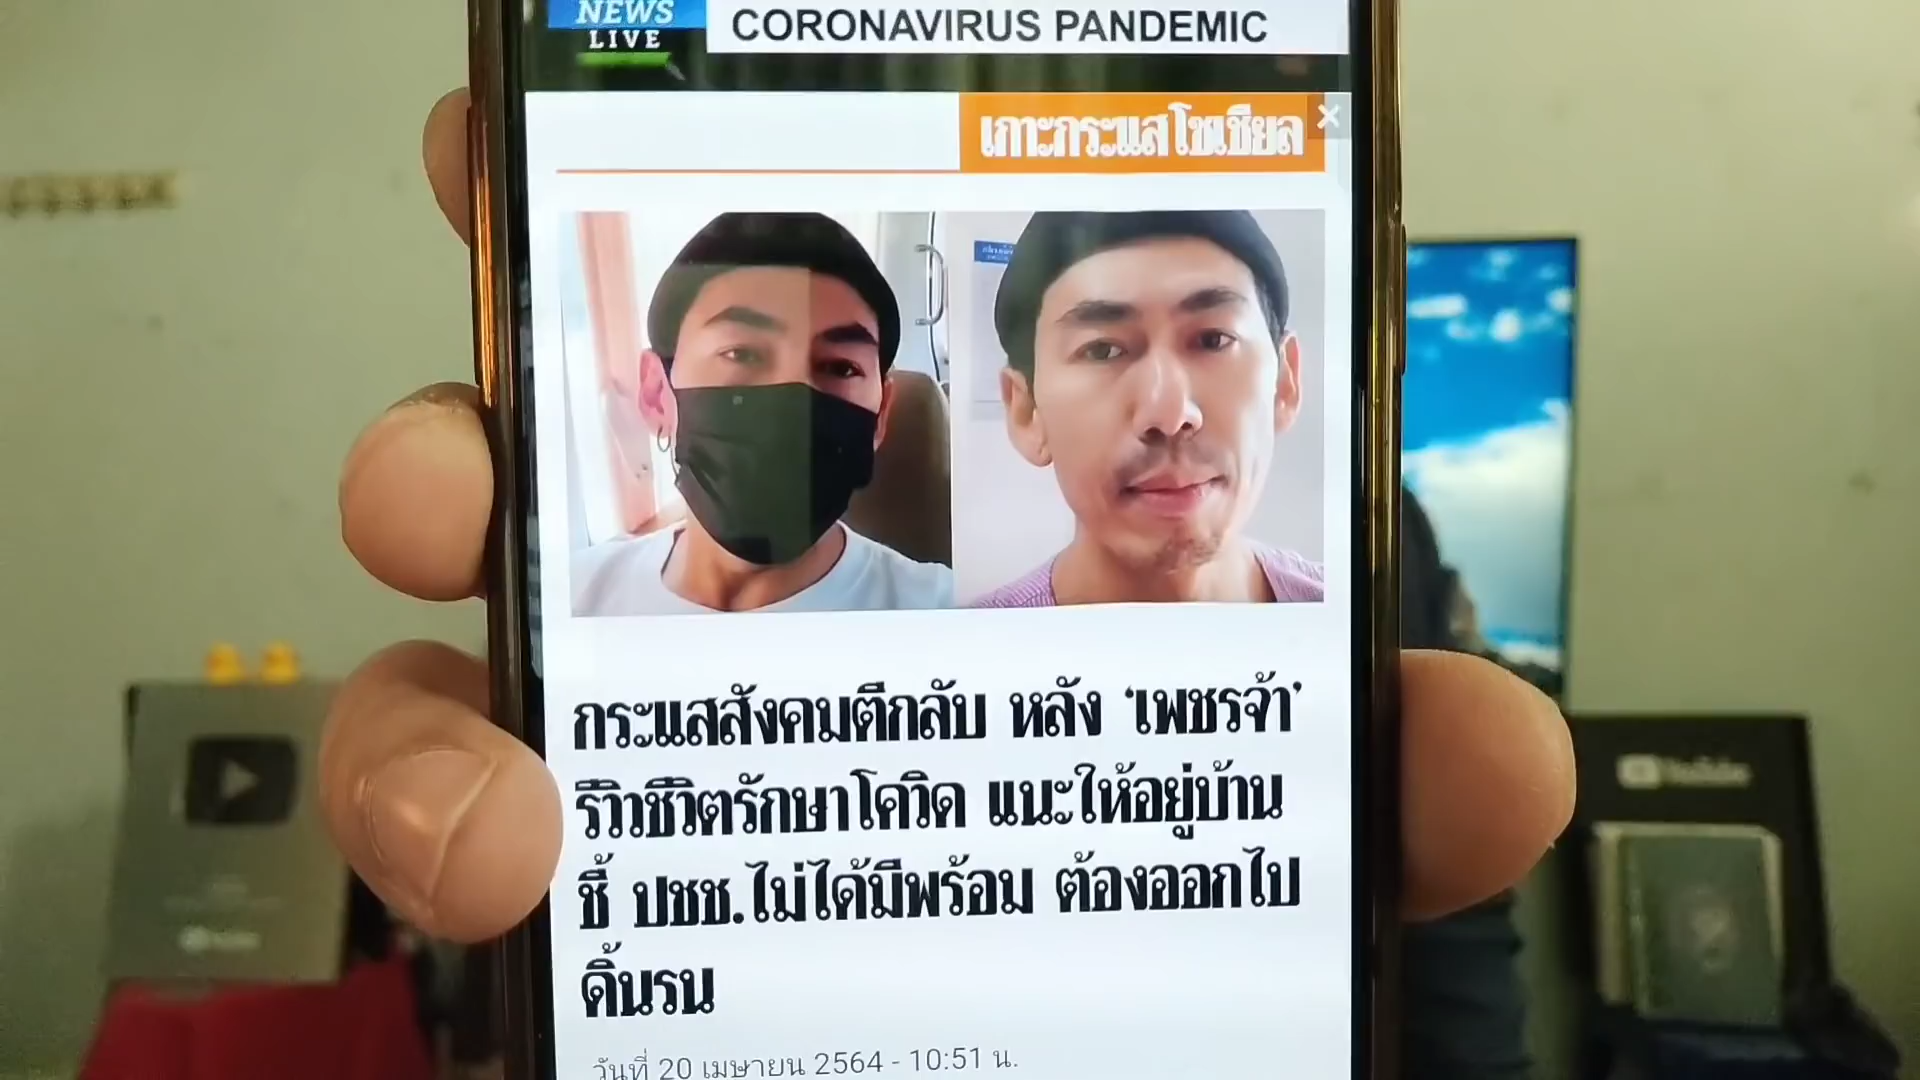 NEWS
LIVE
CORONAVIRUS PANDEMIC
เกาะกระแสโซเชียล
กระแสสังคมตีกลับ หลัง ‘เพชรจ้า’
รีวิวชีวิตรักษาโควิด แนะให้อยู่บ้าน
ชี้ ปชช.ไม่ได้มีพร้อม ต้องออกไป
ดิ้นรน
วันที่ 20 เมษายน 2564 - 10:51 น.
YouTube